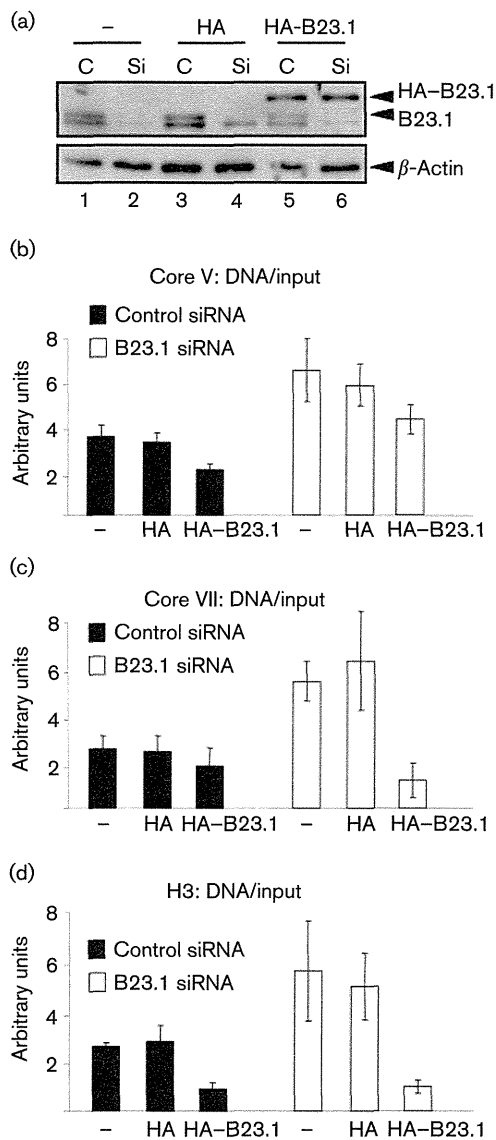 (a)
– HA HA-B23.1
C Si C Si C Si
HA–B23.1
B23.1
β-Actin
1 2 3 4 5 6
(b)
Core V: DNA/input
Control siRNA
B23.1 siRNA
Arbitrary units
8
6
4
2
– HA HA–B23.1 – HA HA–B23.1
(c)
Core VII: DNA/input
Control siRNA
B23.1 siRNA
Arbitrary units
8
6
4
2
– HA HA–B23.1 – HA HA–B23.1
(d)
H3: DNA/input
Control siRNA
B23.1 siRNA
Arbitrary units
8
6
4
2
– HA HA–B23.1 – HA HA–B23.1